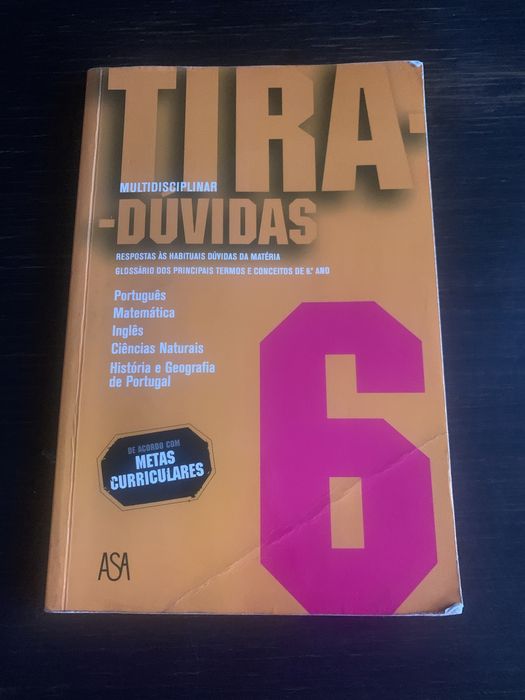 TIRA-
MULTIDISCIPLINAR
-DÚVIDAS
RESPOSTAS ÀS HABITUAIS DÚVIDAS DA MATÉRIA
GLOSSÁRIO DOS PRINCIPAIS TERMOS E CONCEITOS DE 6.º ANO
Português
Matemática
Inglês
Ciências Naturais
História e Geografia
de Portugal
6
DE ACORDO COM
METAS
CURRICULARES
ASA